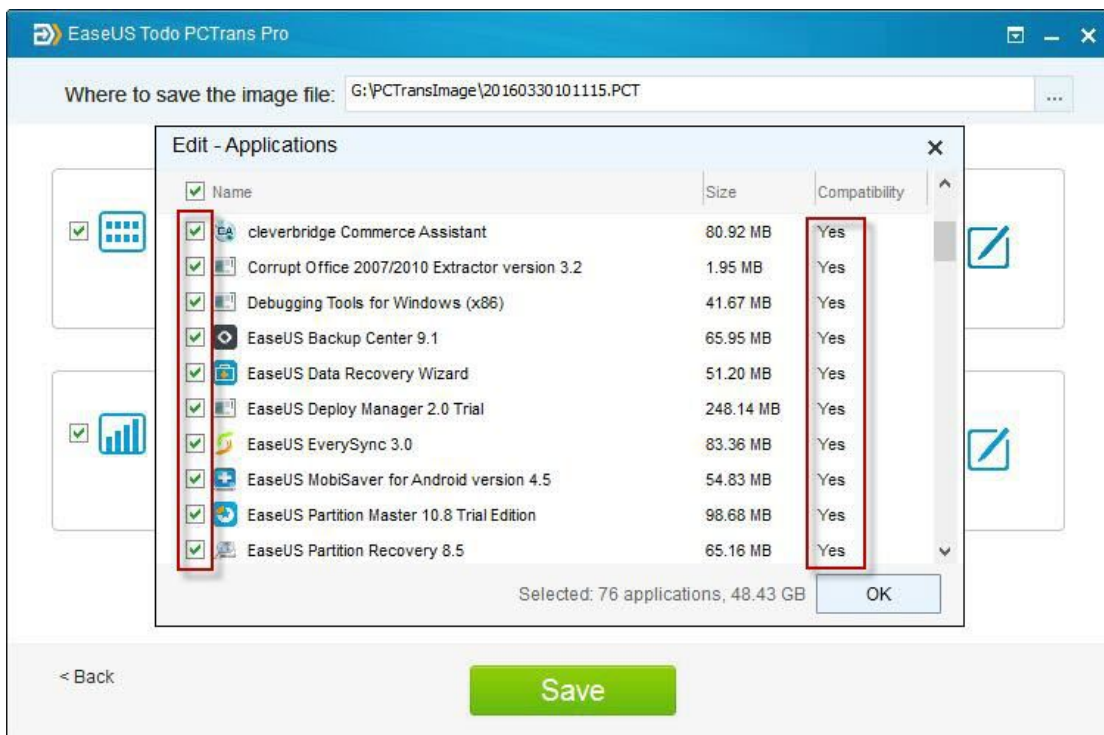 EaseUS Todo PCTrans Pro
Where to save the image file: G:\PCTransImage\20160330101115.PCT ...
Edit - Applications
Name Size Compatibility
cleverbridge Commerce Assistant 80.92 MB Yes
Corrupt Office 2007/2010 Extractor version 3.2 1.95 MB Yes
Debugging Tools for Windows (x86) 41.67 MB Yes
EaseUS Backup Center 9.1 65.95 MB Yes
EaseUS Data Recovery Wizard 51.20 MB Yes
EaseUS Deploy Manager 2.0 Trial 248.14 MB Yes
EaseUS EverySync 3.0 83.36 MB Yes
EaseUS MobiSaver for Android version 4.5 54.83 MB Yes
EaseUS Partition Master 10.8 Trial Edition 98.68 MB Yes
EaseUS Partition Recovery 8.5 65.16 MB Yes
Selected: 76 applications, 48.43 GB OK
< Back Save